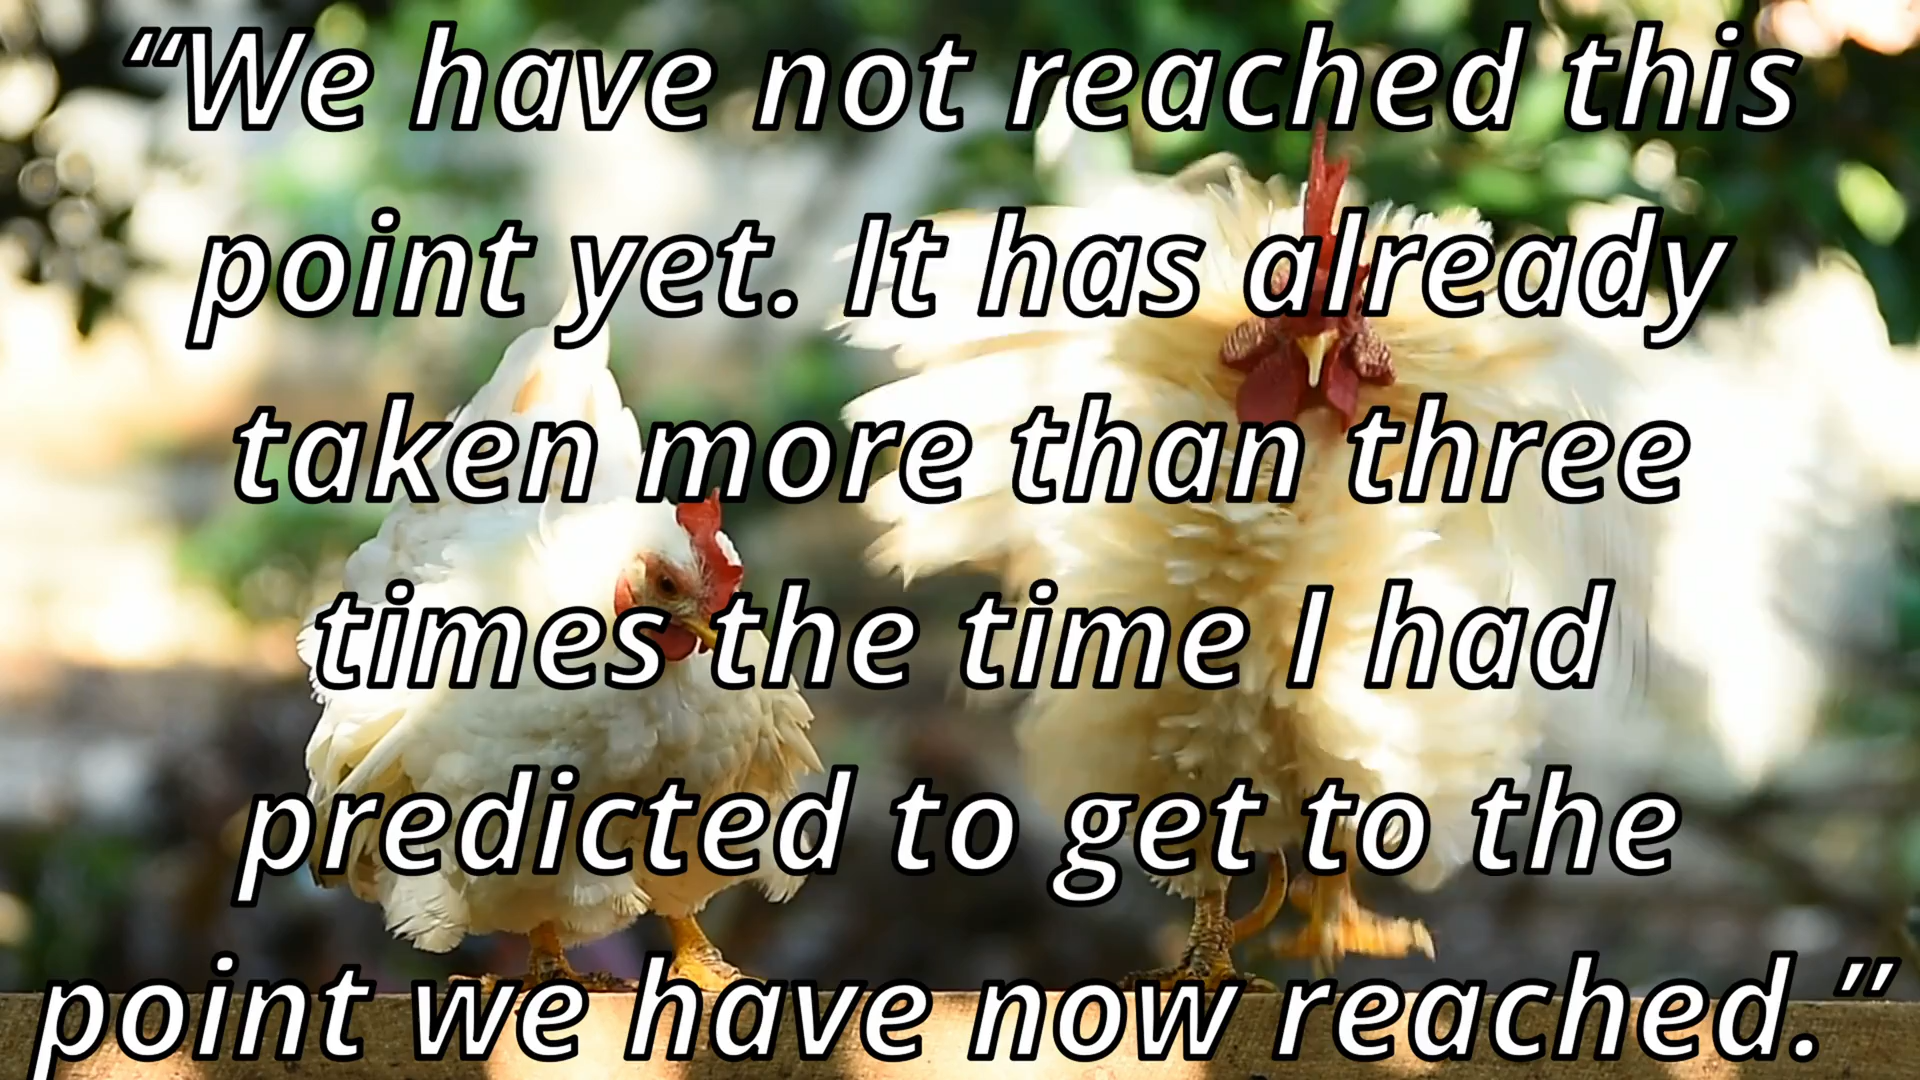 “We have not reached this
point yet. It has already
taken more than three
times the time I had
predicted to get to the
point we have now reached.”